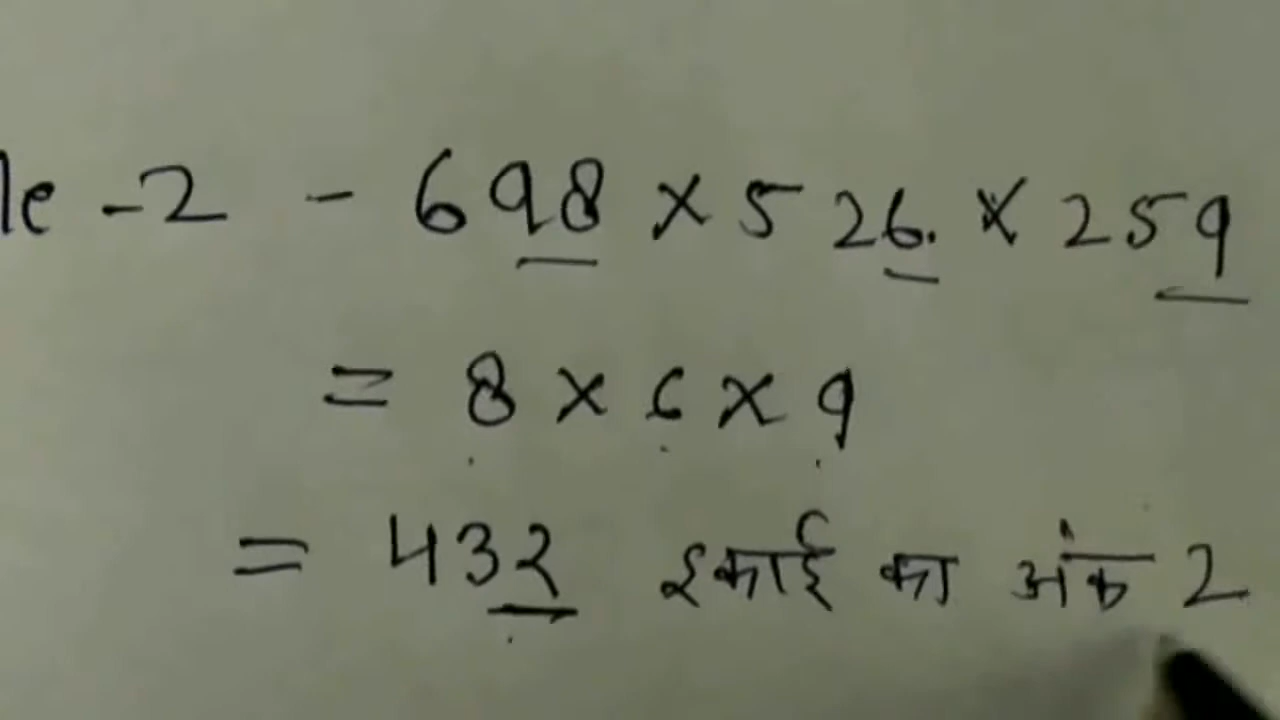 le -2 - 698 × 526. × 259
= 8 × 6 × 9
= 432 इकाई का अंक 2